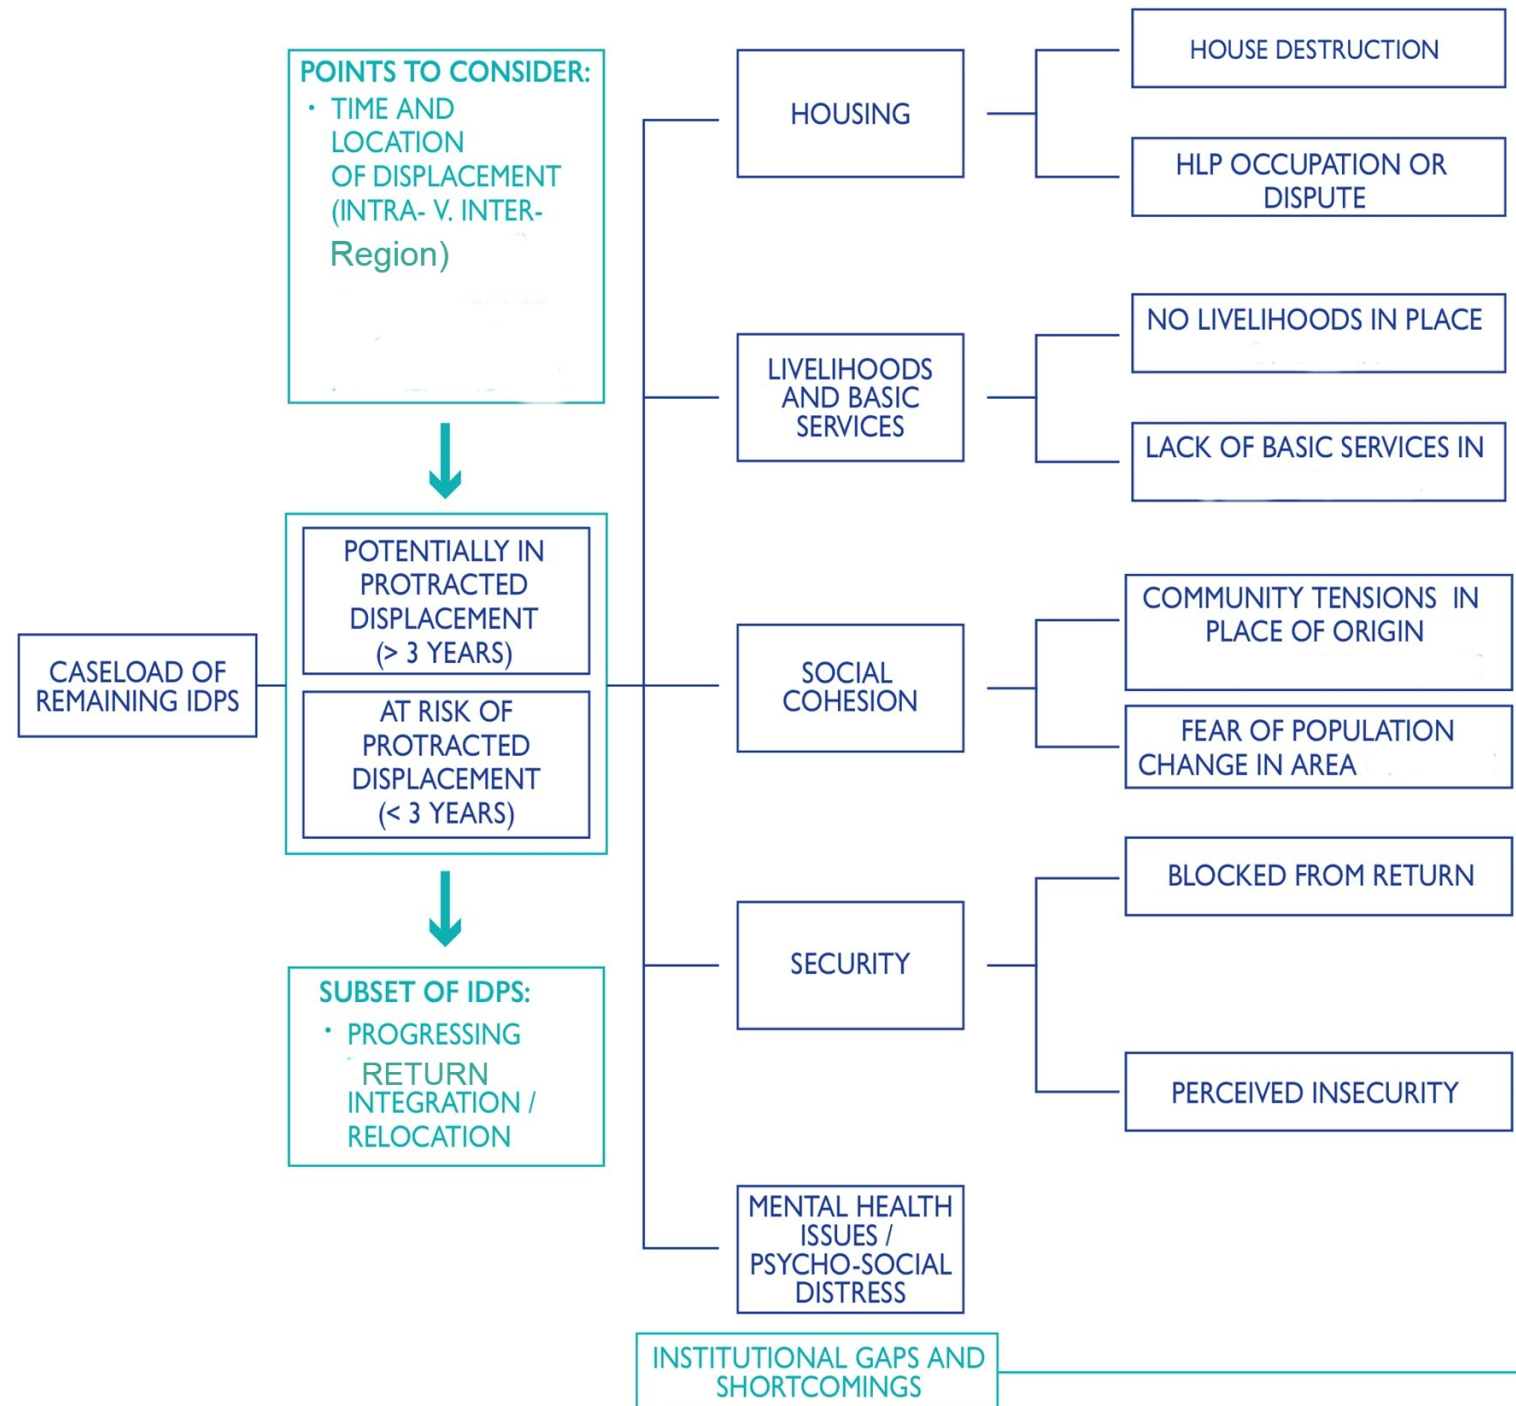 POINTS TO CONSIDER:
• TIME AND
LOCATION
OF DISPLACEMENT
(INTRA- V. INTER-
Region)
CASELOAD OF
REMAINING IDPS
POTENTIALLY IN
PROTRACTED
DISPLACEMENT
(> 3 YEARS)
AT RISK OF
PROTRACTED
DISPLACEMENT
(< 3 YEARS)
SUBSET OF IDPS:
• PROGRESSING
RETURN
INTEGRATION /
RELOCATION
HOUSING
HOUSE DESTRUCTION
HLP OCCUPATION OR
DISPUTE
LIVELIHOODS
AND BASIC
SERVICES
NO LIVELIHOODS IN PLACE
LACK OF BASIC SERVICES IN
SOCIAL
COHESION
COMMUNITY TENSIONS IN
PLACE OF ORIGIN
FEAR OF POPULATION
CHANGE IN AREA
SECURITY
BLOCKED FROM RETURN
PERCEIVED INSECURITY
MENTAL HEALTH
ISSUES /
PSYCHO-SOCIAL
DISTRESS
INSTITUTIONAL GAPS AND
SHORTCOMINGS